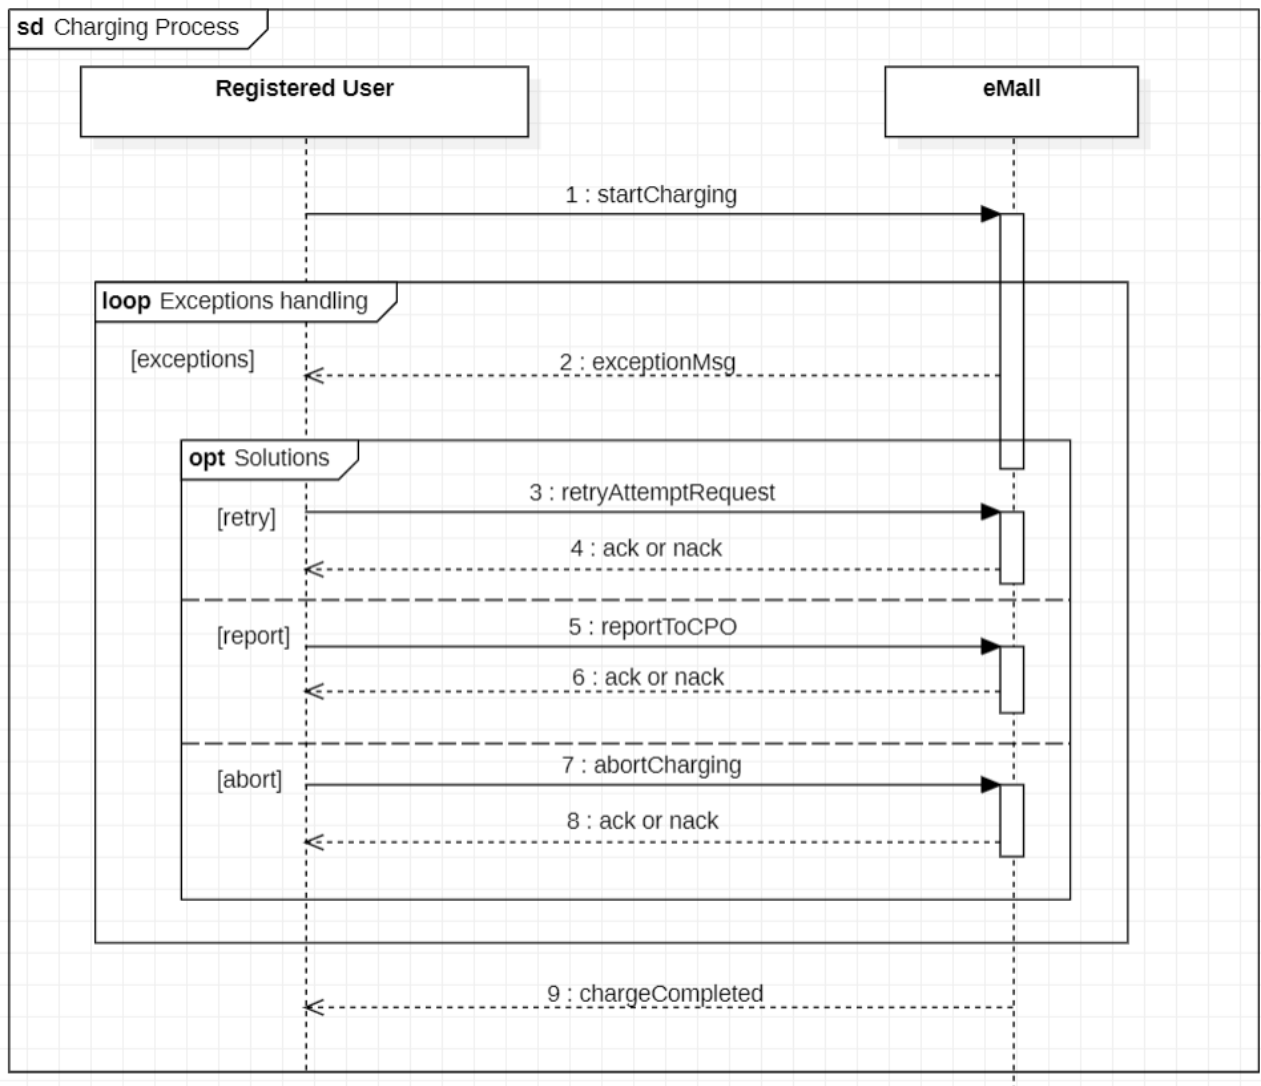 sd Charging Process
Registered User
eMall
1 : startCharging
loop Exceptions handling
[exceptions]
2 : exceptionMsg
opt Solutions
3 : retryAttemptRequest
[retry]
4 : ack or nack
5 : reportToCPO
[report]
6 : ack or nack
7 : abortCharging
[abort]
8 : ack or nack
9 : chargeCompleted